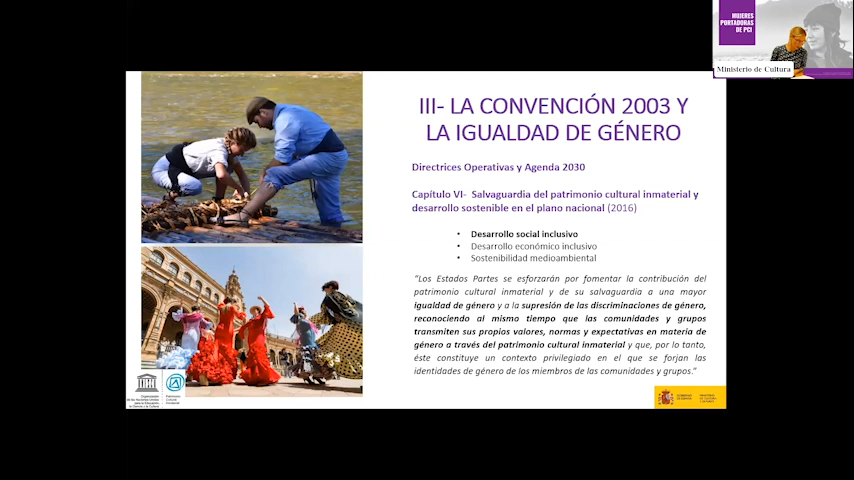 MUJERES
PORTADORAS
DE PCI
Ministerio de Cultura
III- LA CONVENCIÓN 2003 Y
LA IGUALDAD DE GÉNERO
Directrices Operativas y Agenda 2030
Capítulo VI- Salvaguardia del patrimonio cultural inmaterial y
desarrollo sostenible en el plano nacional (2016)
• Desarrollo social inclusivo
• Desarrollo económico inclusivo
• Sostenibilidad medioambiental
“Los Estados Partes se esforzarán por fomentar la contribución del
patrimonio cultural inmaterial y de su salvaguardia a una mayor
igualdad de género y a la supresión de las discriminaciones de género,
reconociendo al mismo tiempo que las comunidades y grupos
transmiten sus propios valores, normas y expectativas en materia de
género a través del patrimonio cultural inmaterial y que, por lo tanto,
éste constituye un contexto privilegiado en el que se forjan las
identidades de género de los miembros de las comunidades y grupos.”